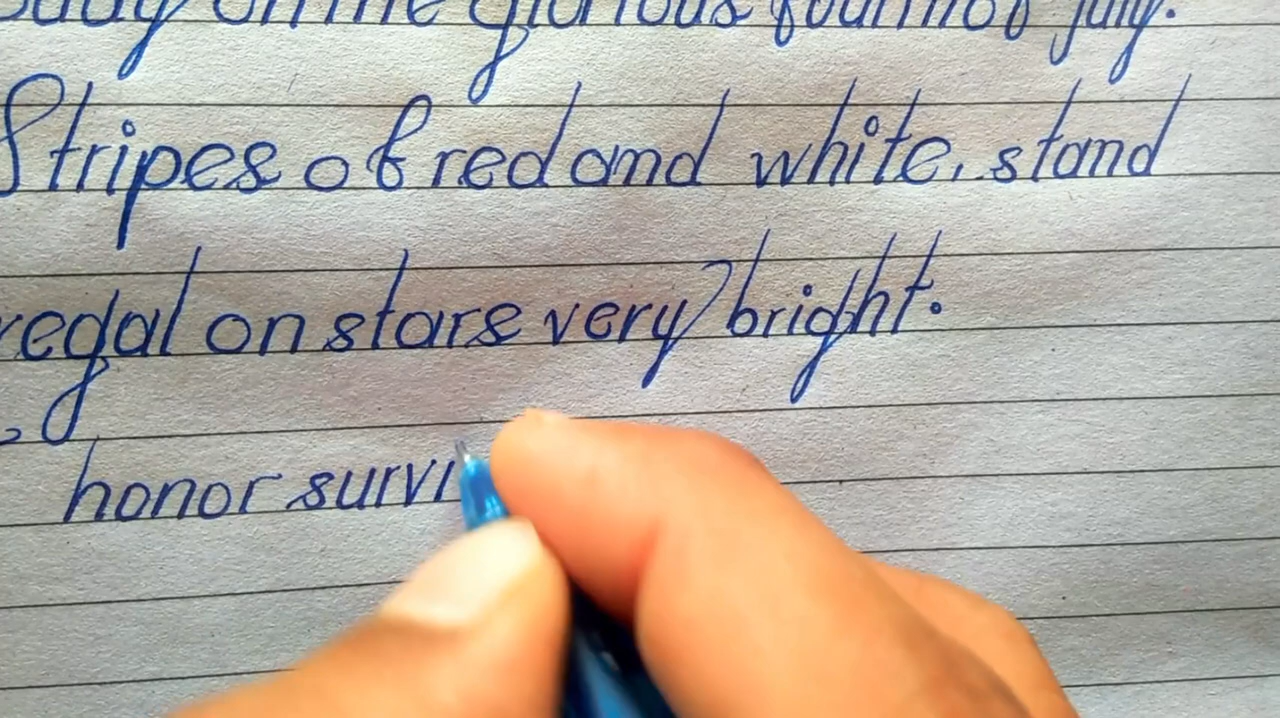 on the glorious fourth of july.
Stripes of red and white, stand
regal on stars very bright.
honor survi